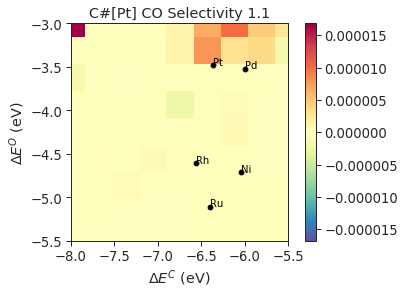 C#[Pt] CO Selectivity 1.1
−3.0
−3.5
−4.0
−4.5
−5.0
−5.5
ΔE^O (eV)
Pt
Pd
Rh
Ni
Ru
−8.0 −7.5 −7.0 −6.5 −6.0 −5.5
ΔE^C (eV)
0.000015
0.000010
0.000005
0.000000
−0.000005
−0.000010
−0.000015